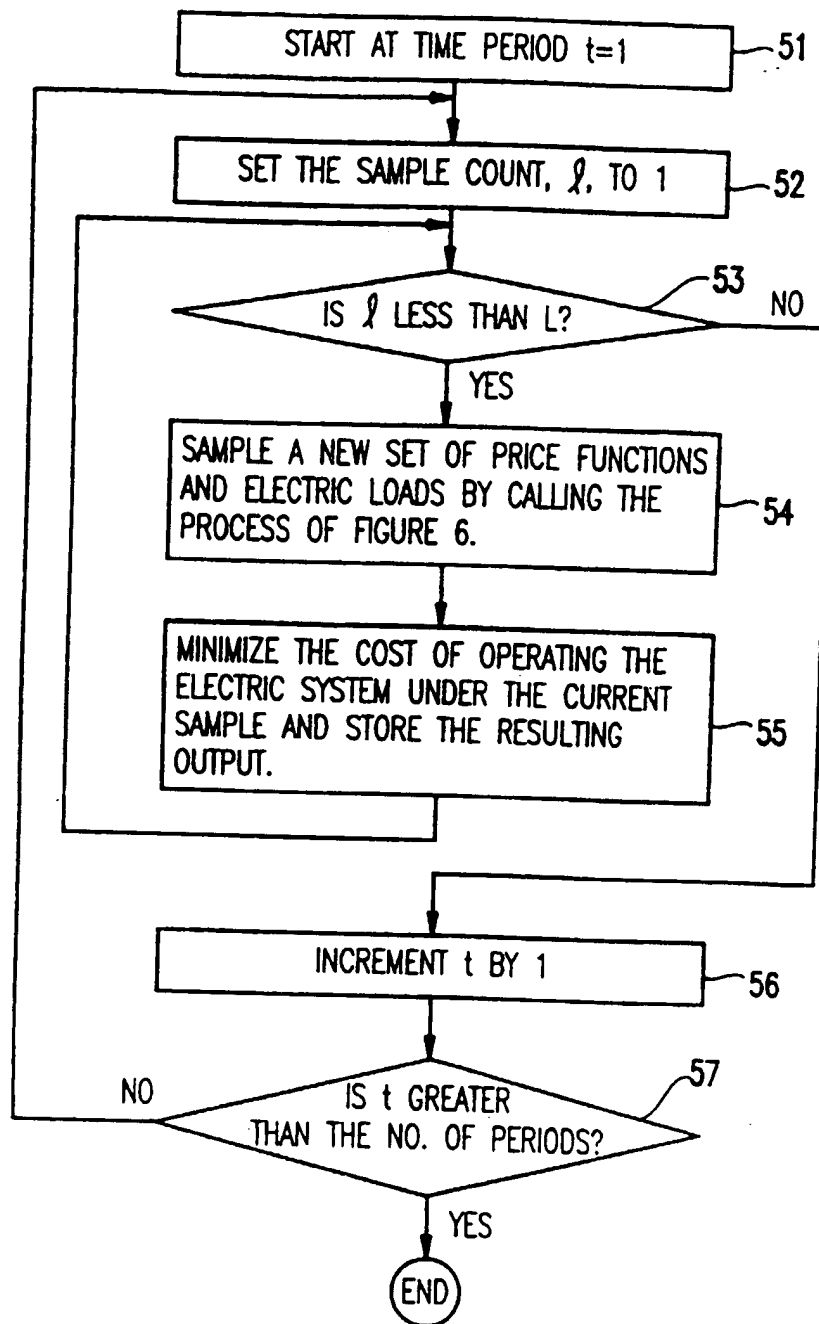 START AT TIME PERIOD t=1
51
SET THE SAMPLE COUNT, ℓ, TO 1
52
53
IS ℓ LESS THAN L?
NO
YES
SAMPLE A NEW SET OF PRICE FUNCTIONS
AND ELECTRIC LOADS BY CALLING THE
PROCESS OF FIGURE 6.
54
MINIMIZE THE COST OF OPERATING THE
ELECTRIC SYSTEM UNDER THE CURRENT
SAMPLE AND STORE THE RESULTING
OUTPUT.
55
INCREMENT t BY 1
56
57
NO
IS t GREATER
THAN THE NO. OF PERIODS?
YES
END